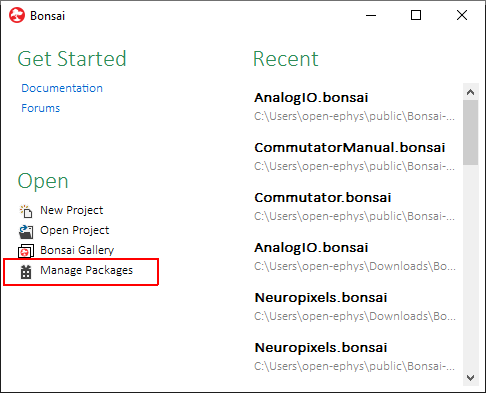 Bonsai
Get Started
Documentation
Forums
Open
New Project
Open Project
Bonsai Gallery
Manage Packages
Recent
AnalogIO.bonsai
C:\Users\open-ephys\public\Bonsai-...
CommutatorManual.bonsai
C:\Users\open-ephys\public\Bonsai-...
Commutator.bonsai
C:\Users\open-ephys\public\Bonsai-...
AnalogIO.bonsai
C:\Users\open-ephys\Downloads\Bo...
Neuropixels.bonsai
C:\Users\open-ephys\Downloads\Bo...
Neuropixels.bonsai
C:\Users\open-ephys\public\Bonsai-...